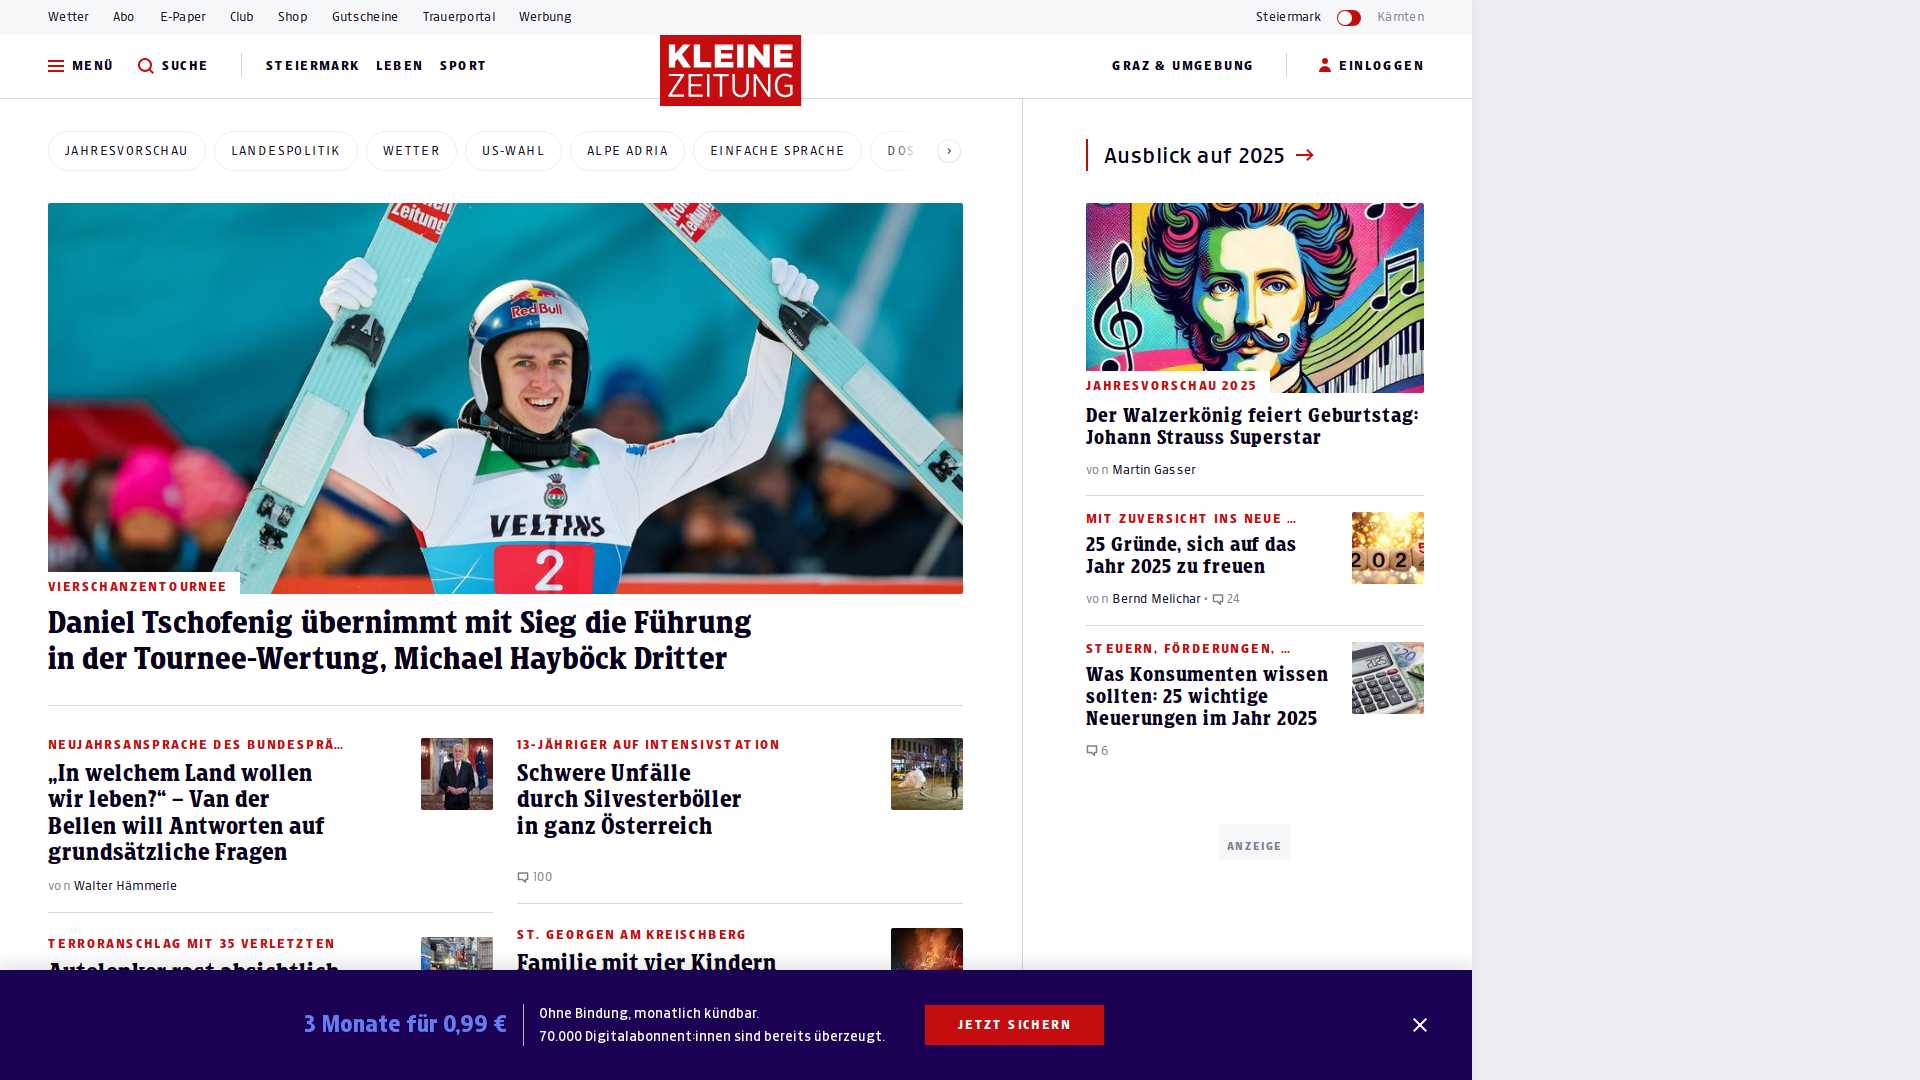 Wetter Abo E-Paper Club Shop Gutscheine Trauerportal Werbung
Steiermark Kärnten
MENÜ SUCHE STEIERMARK LEBEN SPORT
KLEINE
ZEITUNG
GRAZ & UMGEBUNG EINLOGGEN
JAHRESVORSCHAU LANDESPOLITIK WETTER US-WAHL ALPE ADRIA EINFACHE SPRACHE DOS
Zeitung
Red Bull
VELTINS
2
VIERSCHANZENTOURNEE
Daniel Tschofenig übernimmt mit Sieg die Führung
in der Tournee-Wertung, Michael Hayböck Dritter
NEUJAHRSANSPRACHE DES BUNDESPRÄ...
„In welchem Land wollen
wir leben?“ – Van der
Bellen will Antworten auf
grundsätzliche Fragen
von Walter Hämmerle
TERRORANSCHLAG MIT 35 VERLETZTEN
Autolenker rast absichtlich
13-JÄHRIGER AUF INTENSIVSTATION
Schwere Unfälle
durch Silvesterböller
in ganz Österreich
100
ST. GEORGEN AM KREISCHBERG
Familie mit vier Kindern
Ausblick auf 2025
JAHRESVORSCHAU 2025
Der Walzerkönig feiert Geburtstag:
Johann Strauss Superstar
von Martin Gasser
MIT ZUVERSICHT INS NEUE ...
25 Gründe, sich auf das
Jahr 2025 zu freuen
von Bernd Melichar • 24
STEUERN, FÖRDERUNGEN, ...
Was Konsumenten wissen
sollten: 25 wichtige
Neuerungen im Jahr 2025
6
ANZEIGE
3 Monate für 0,99 €
Ohne Bindung, monatlich kündbar.
70.000 Digitalabonnent:innen sind bereits überzeugt.
JETZT SICHERN